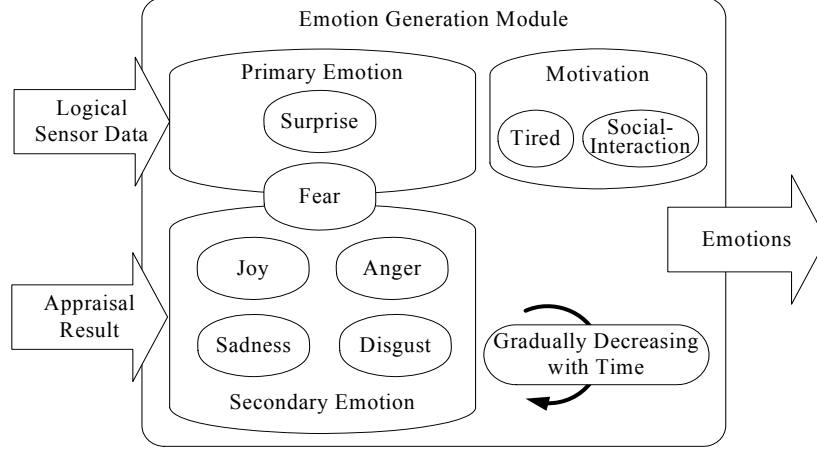 Emotion Generation Module
Primary Emotion
Motivation
Logical
Sensor Data
Surprise
Tired
Social-
Interaction
Fear
Emotions
Joy
Anger
Appraisal
Result
Sadness
Disgust
Gradually Decreasing
with Time
Secondary Emotion